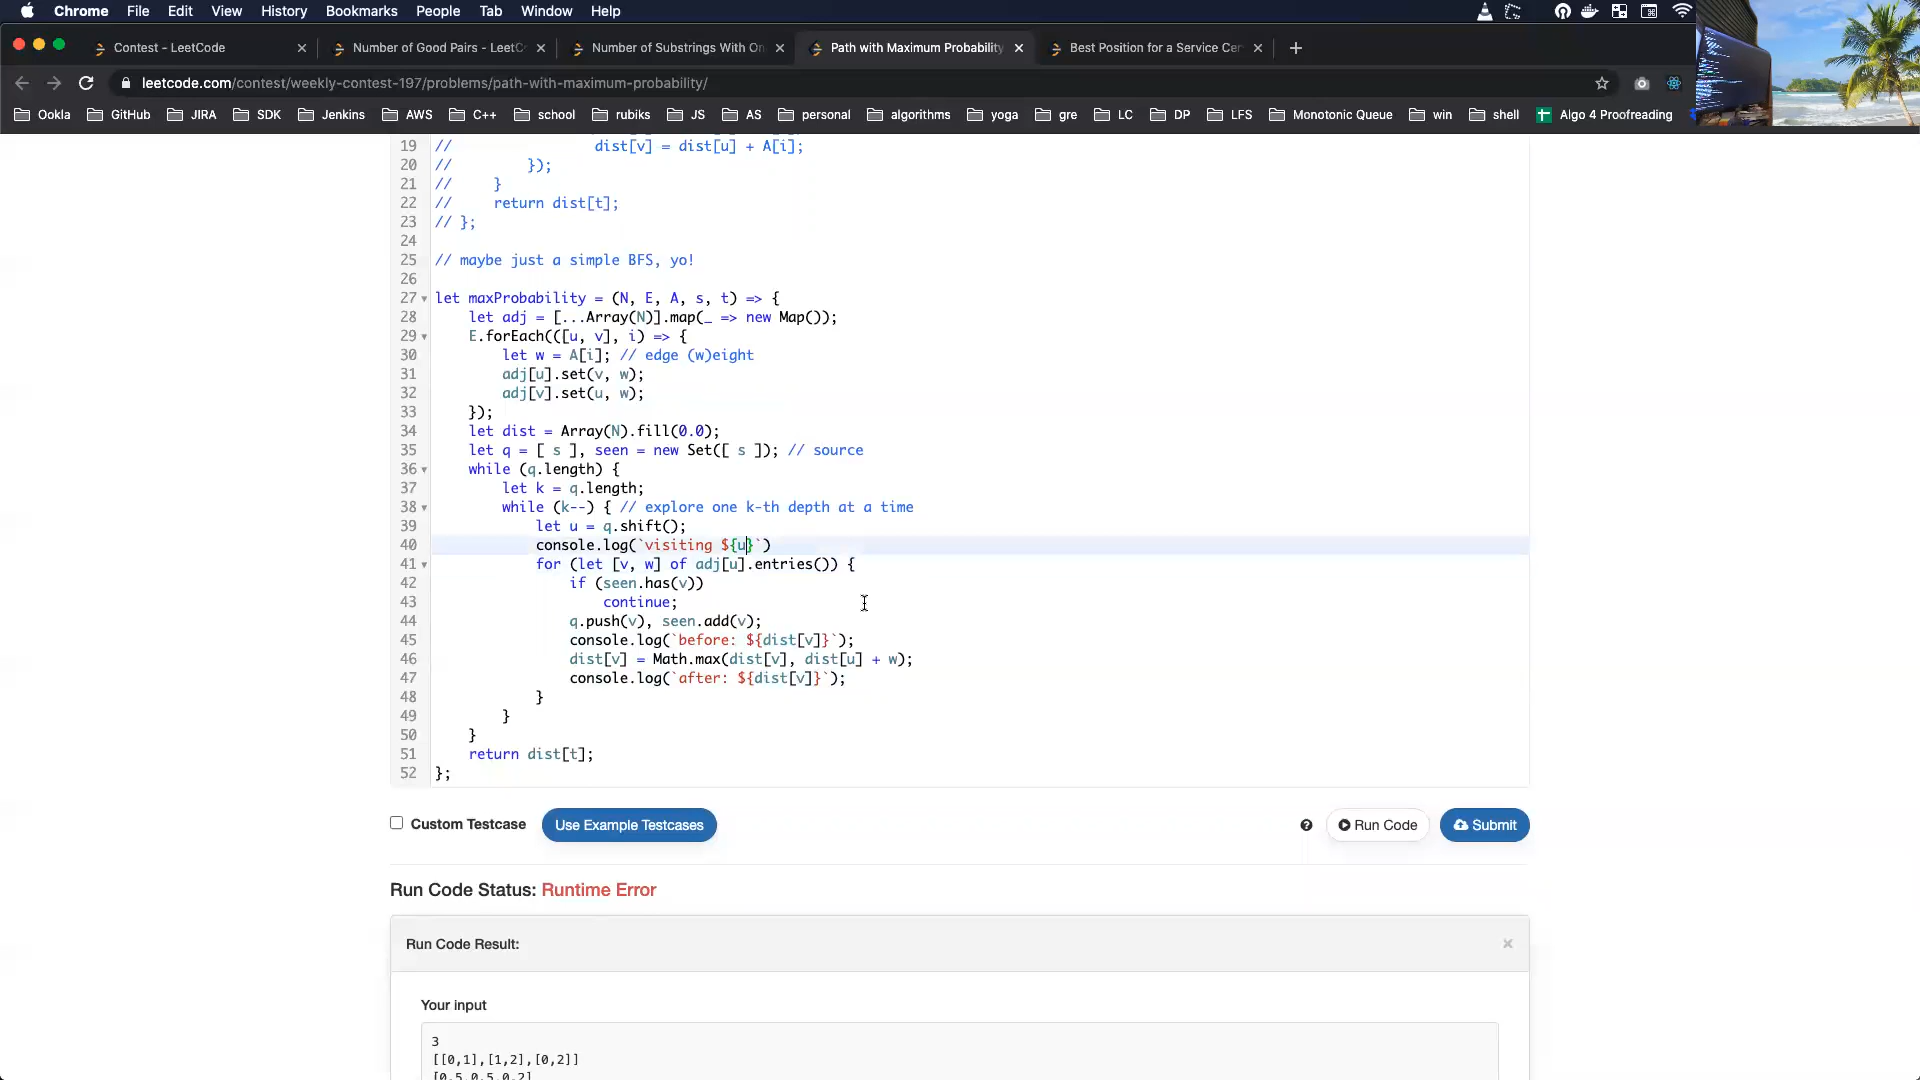 Chrome File Edit View History Bookmarks People Tab Window Help
Contest - LeetCode
Number of Good Pairs - LeetC
Number of Substrings With On
Path with Maximum Probability
Best Position for a Service Cer
leetcode.com/contest/weekly-contest-197/problems/path-with-maximum-probability/
Ookla GitHub JIRA SDK Jenkins AWS C++ school rubiks JS AS personal algorithms yoga gre LC DP LFS Monotonic Queue win shell Algo 4 Proofreading
19 // dist[v] = dist[u] + A[i];
20 // });
21 // }
22 // return dist[t];
23 // };
24
25 // maybe just a simple BFS, yo!
26
27 let maxProbability = (N, E, A, s, t) => {
28 let adj = [...Array(N)].map(_ => new Map());
29 E.forEach(([u, v], i) => {
30 let w = A[i]; // edge (w)eight
31 adj[u].set(v, w);
32 adj[v].set(u, w);
33 });
34 let dist = Array(N).fill(0.0);
35 let q = [ s ], seen = new Set([ s ]); // source
36 while (q.length) {
37 let k = q.length;
38 while (k--) { // explore one k-th depth at a time
39 let u = q.shift();
40 console.log(`visiting ${u}`)
41 for (let [v, w] of adj[u].entries()) {
42 if (seen.has(v))
43 continue;
44 q.push(v), seen.add(v);
45 console.log(`before: ${dist[v]}`);
46 dist[v] = Math.max(dist[v], dist[u] + w);
47 console.log(`after: ${dist[v]}`);
48 }
49 }
50 }
51 return dist[t];
52 };
Custom Testcase Use Example Testcases Run Code Submit
Run Code Status: Runtime Error
Run Code Result:
Your input
3
[[0,1],[1,2],[0,2]]
[0.5,0.5,0.2]